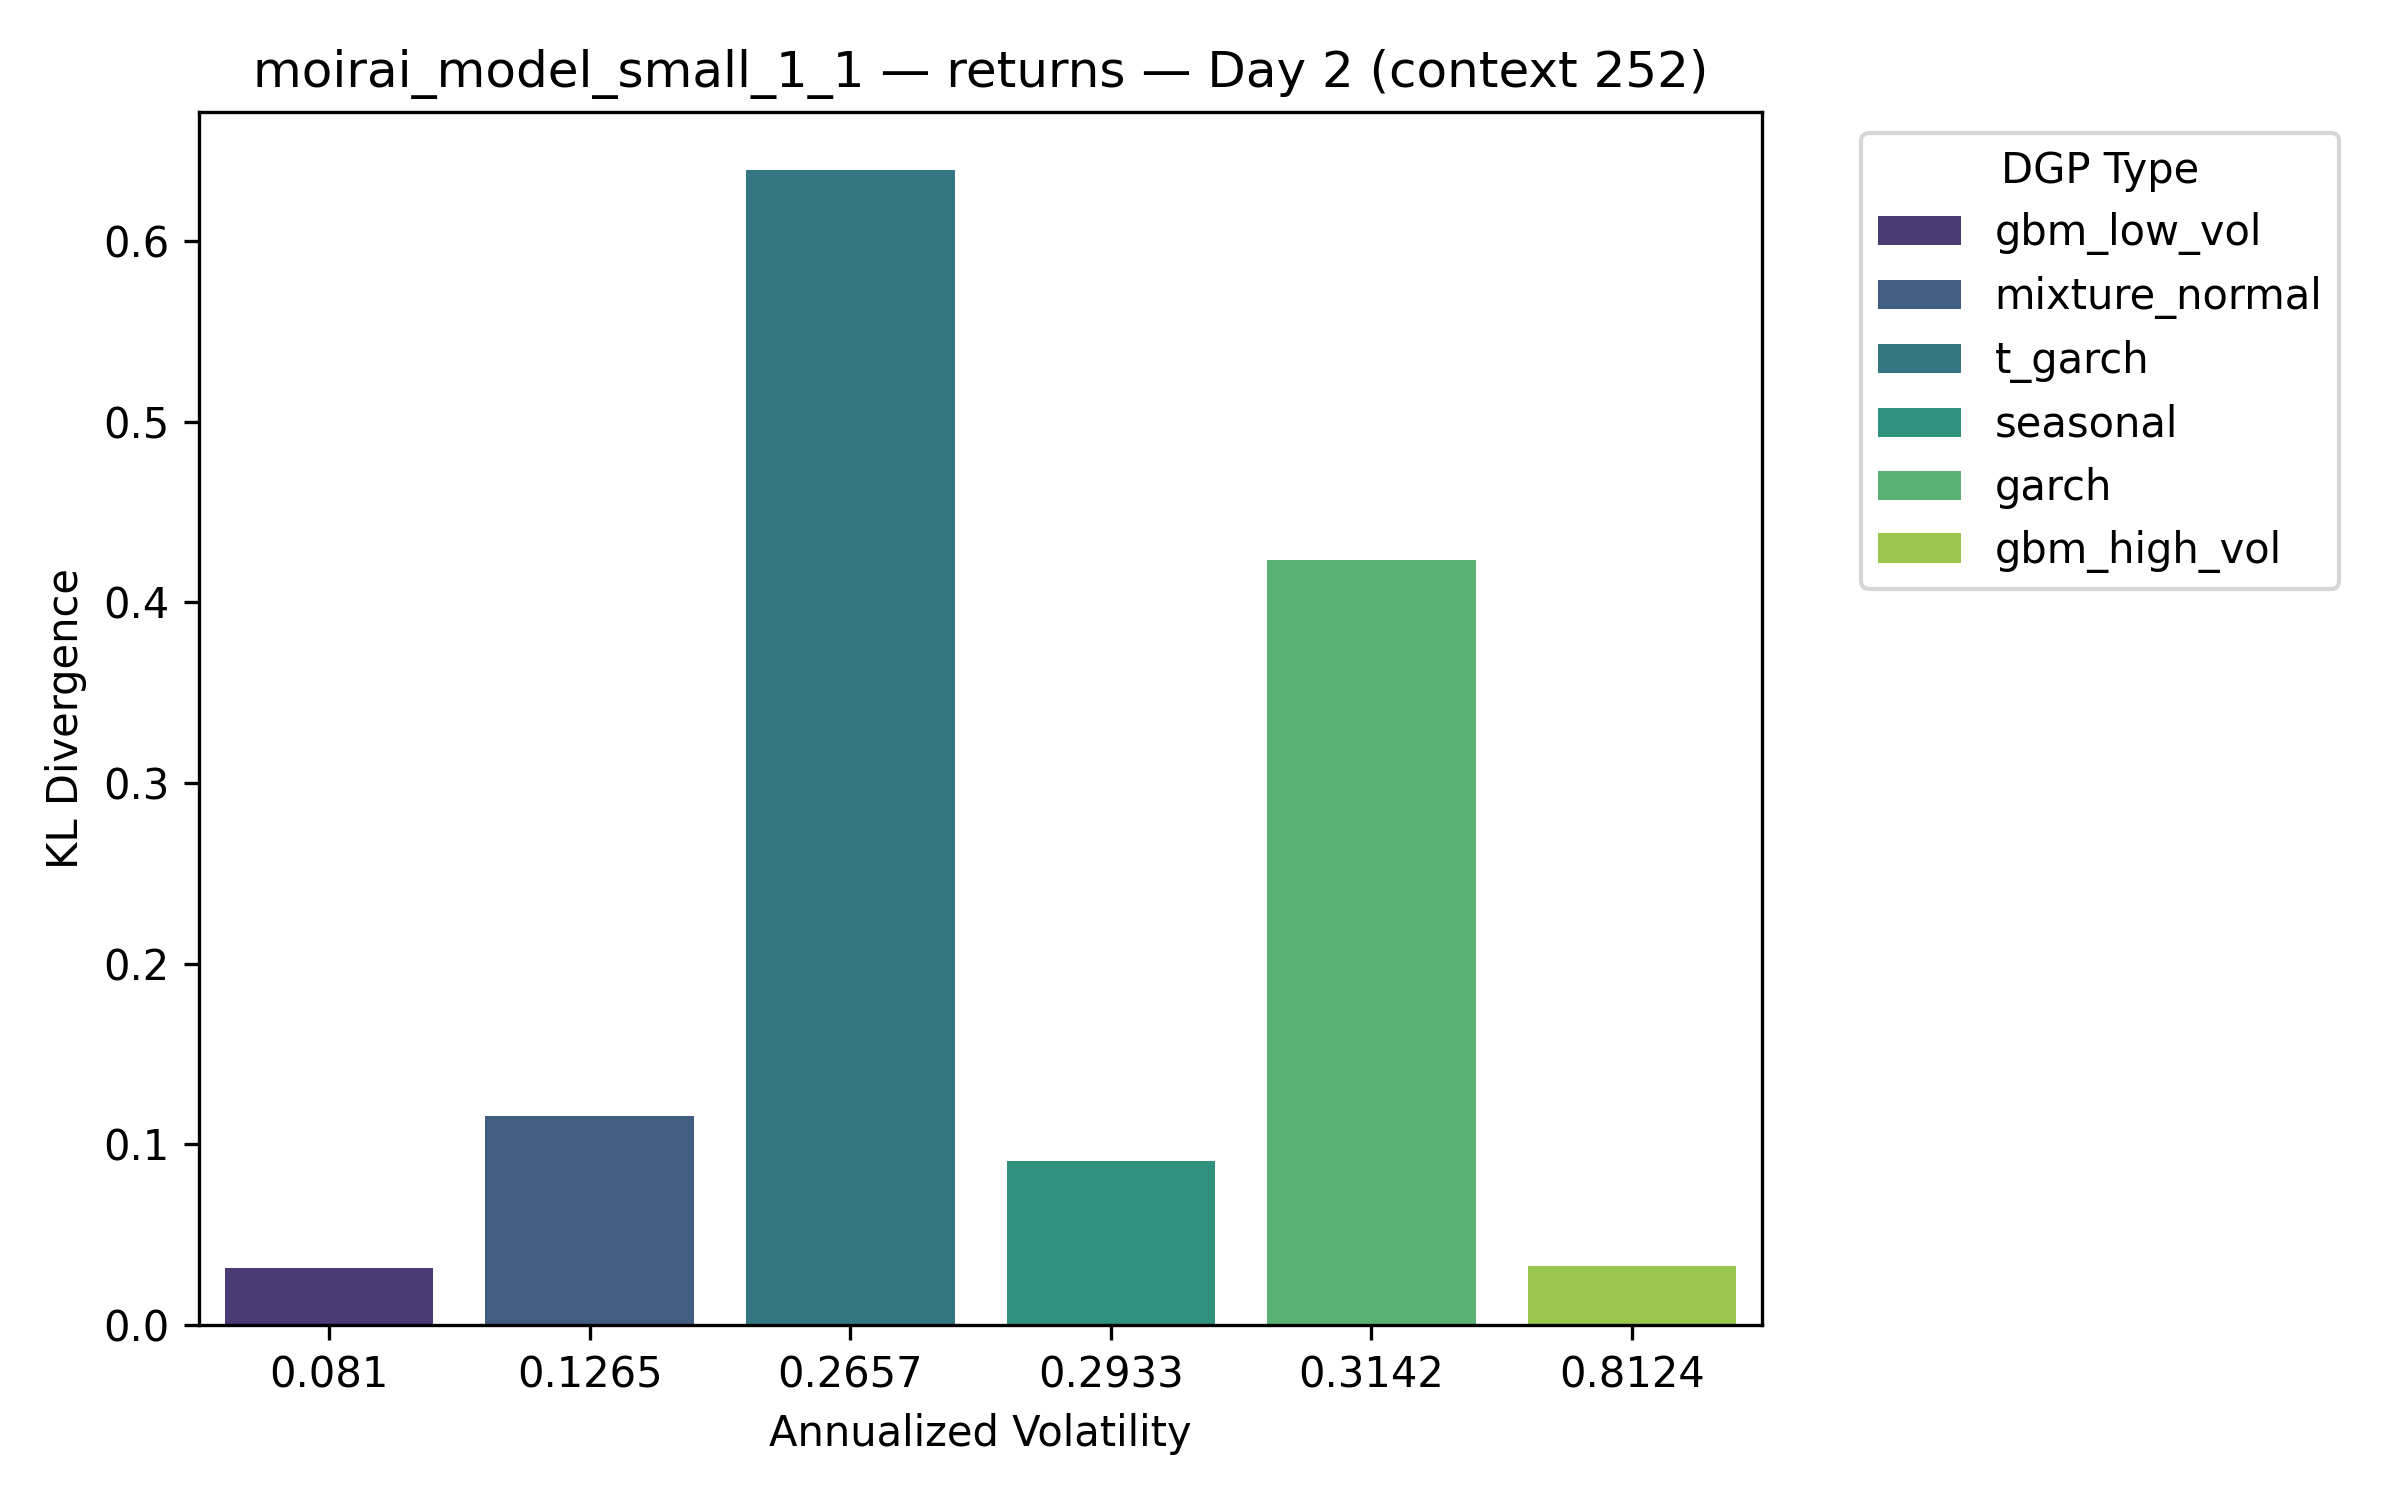 moirai_model_small_1_1 — returns — Day 2 (context 252)
KL Divergence
0.6
0.5
0.4
0.3
0.2
0.1
0.0
0.081 0.1265 0.2657 0.2933 0.3142 0.8124
Annualized Volatility
DGP Type
gbm_low_vol
mixture_normal
t_garch
seasonal
garch
gbm_high_vol